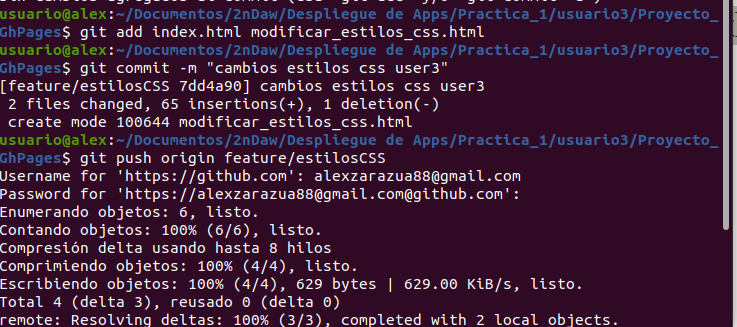 usuario@alex:~/Documentos/2nDaw/Despliegue de Apps/Practica_1/usuario3/Proyecto_
GhPages$ git add index.html modificar_estilos_css.html
usuario@alex:~/Documentos/2nDaw/Despliegue de Apps/Practica_1/usuario3/Proyecto_
GhPages$ git commit -m "cambios estilos css user3"
[feature/estilosCSS 7dd4a90] cambios estilos css user3
 2 files changed, 65 insertions(+), 1 deletion(-)
 create mode 100644 modificar_estilos_css.html
usuario@alex:~/Documentos/2nDaw/Despliegue de Apps/Practica_1/usuario3/Proyecto_
GhPages$ git push origin feature/estilosCSS
Username for 'https://github.com': alexzarazua88@gmail.com
Password for 'https://alexzarazua88@gmail.com@github.com':
Enumerando objetos: 6, listo.
Contando objetos: 100% (6/6), listo.
Compresión delta usando hasta 8 hilos
Comprimiendo objetos: 100% (4/4), listo.
Escribiendo objetos: 100% (4/4), 629 bytes | 629.00 KiB/s, listo.
Total 4 (delta 3), reusado 0 (delta 0)
remote: Resolving deltas: 100% (3/3), completed with 2 local objects.